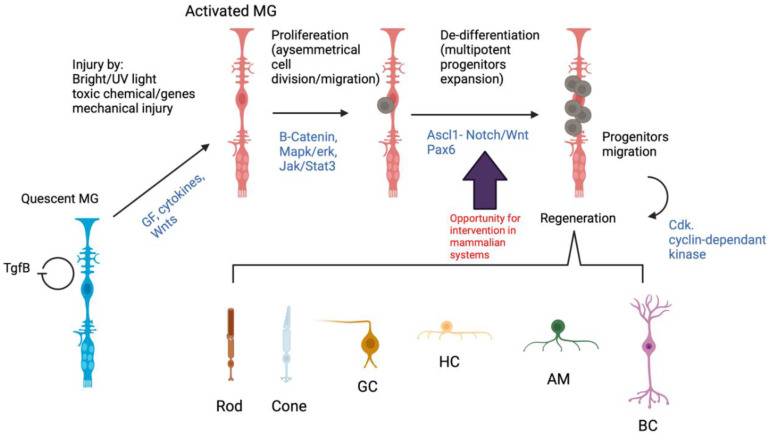 Activated MG
Injury by:
Bright/UV light
toxic chemical/genes
mechanical injury
Prolifereation
(aysemmetrical
cell
division/migration)
De-differentiation
(multipotent
progenitors
expansion)
B-Catenin,
Mapk/erk,
Jak/Stat3
Ascl1- Notch/Wnt
Pax6
Progenitors
migration
Quescent MG
GF, cytokines,
Wnts
TgfB
Opportunity for
intervention in
mammalian
systems
Regeneration
Cdk.
cyclin-dependant
kinase
Rod
Cone
GC
HC
AM
BC